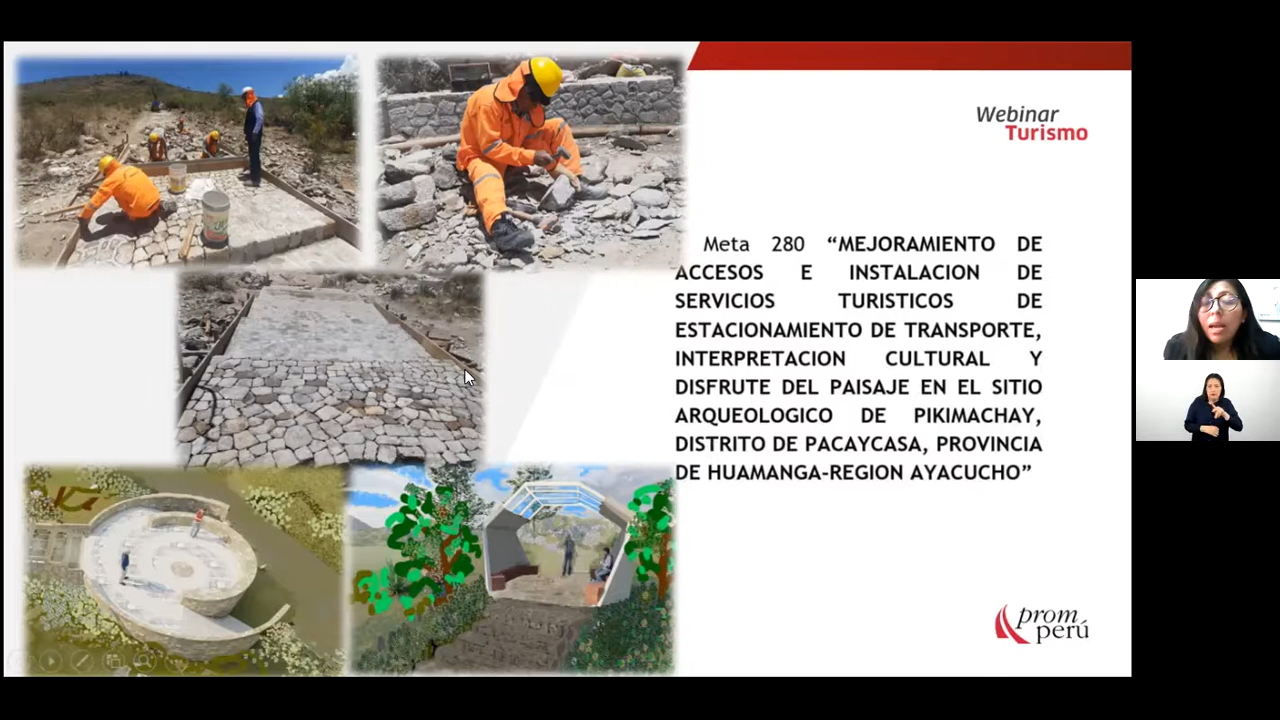 Webinar
Turismo
Meta 280 “MEJORAMIENTO DE
ACCESOS E INSTALACION DE
SERVICIOS TURISTICOS DE
ESTACIONAMIENTO DE TRANSPORTE,
INTERPRETACION CULTURAL Y
DISFRUTE DEL PAISAJE EN EL SITIO
ARQUEOLOGICO DE PIKIMACHAY,
DISTRITO DE PACAYCASA, PROVINCIA
DE HUAMANGA-REGION AYACUCHO”
prom
perú